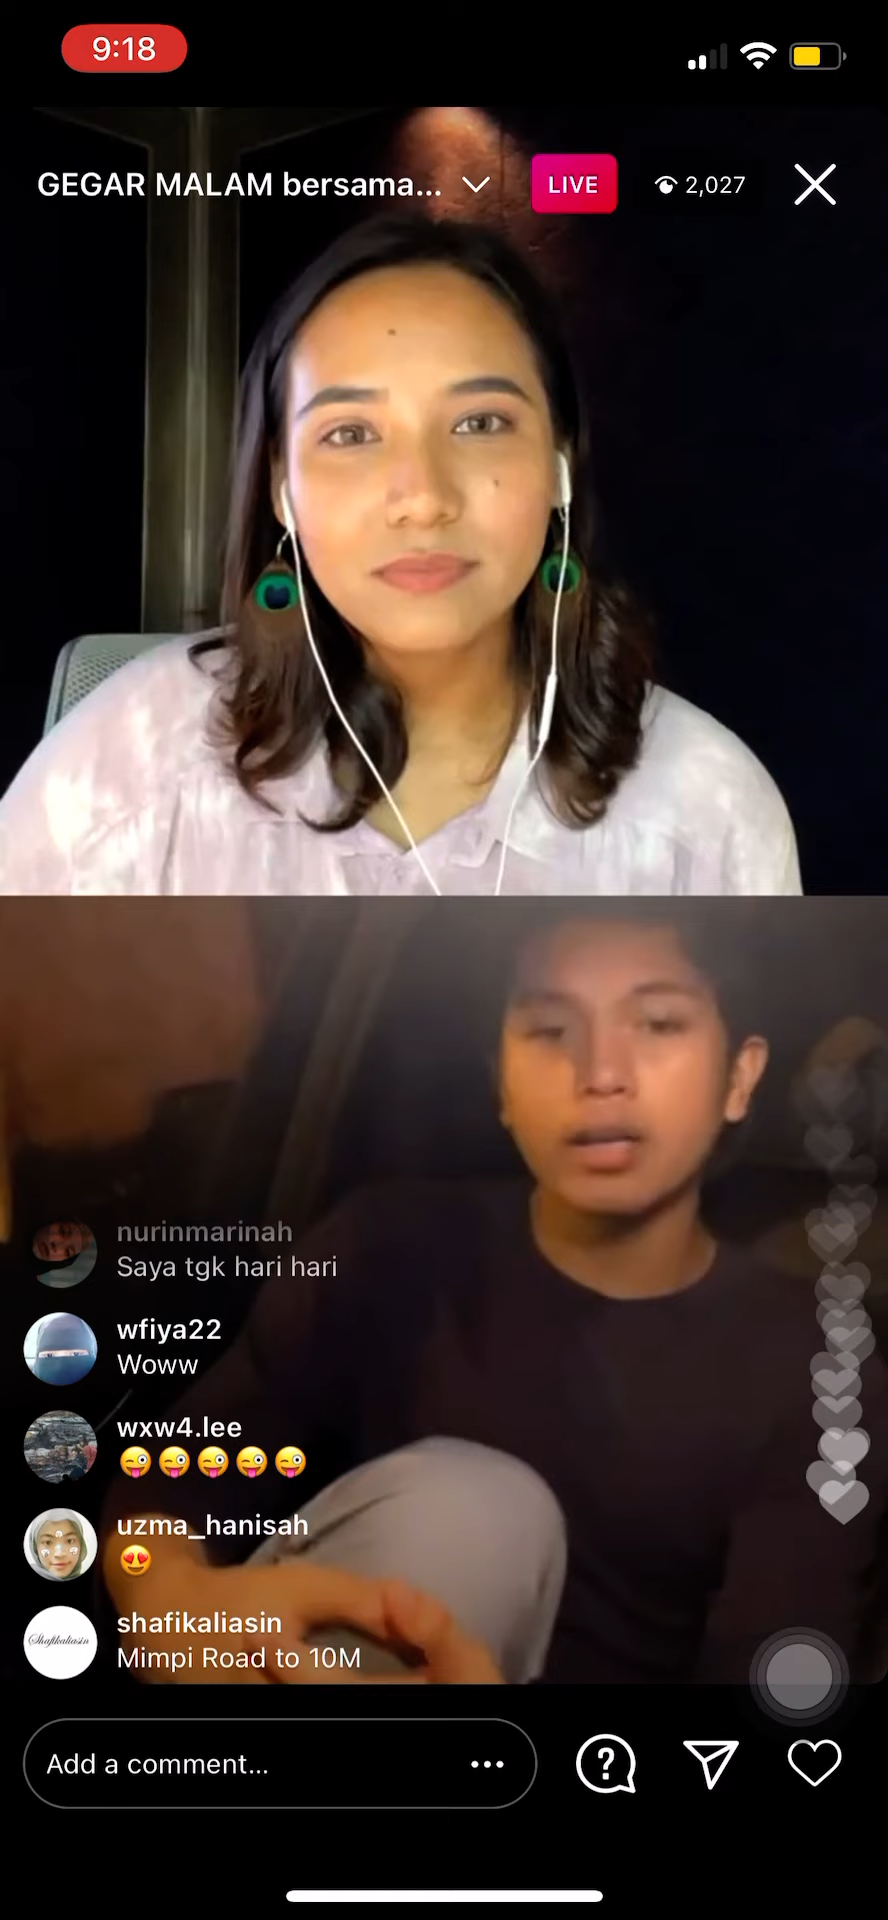 9:18
GEGAR MALAM bersama...
LIVE
2,027
nurinmarinah
Saya tgk hari hari
wfiya22
Woww
wxw4.lee
😜😜😜😜😜
uzma_hanisah
😍
Shafikaliasin
shafikaliasin
Mimpi Road to 10M
Add a comment...